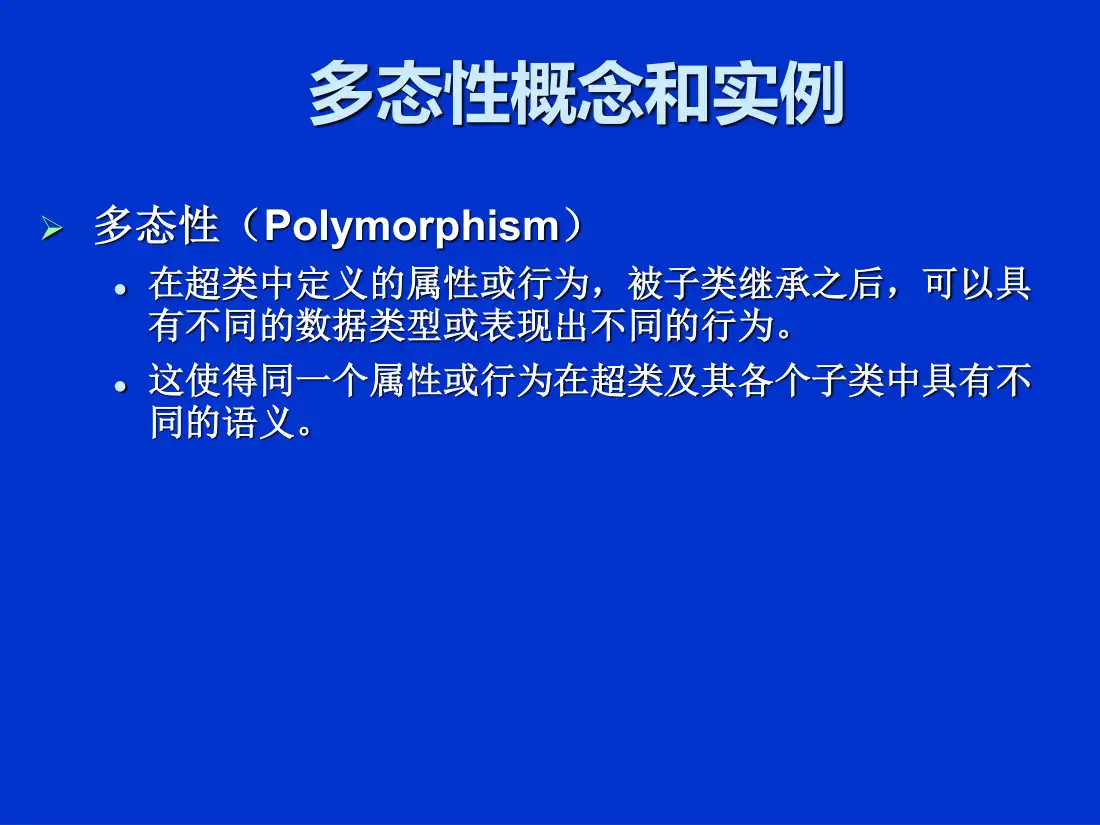 多态性概念和实例
多态性（Polymorphism）
在超类中定义的属性或行为，被子类继承之后，可以具
有不同的数据类型或表现出不同的行为。
这使得同一个属性或行为在超类及其各个子类中具有不
同的语义。